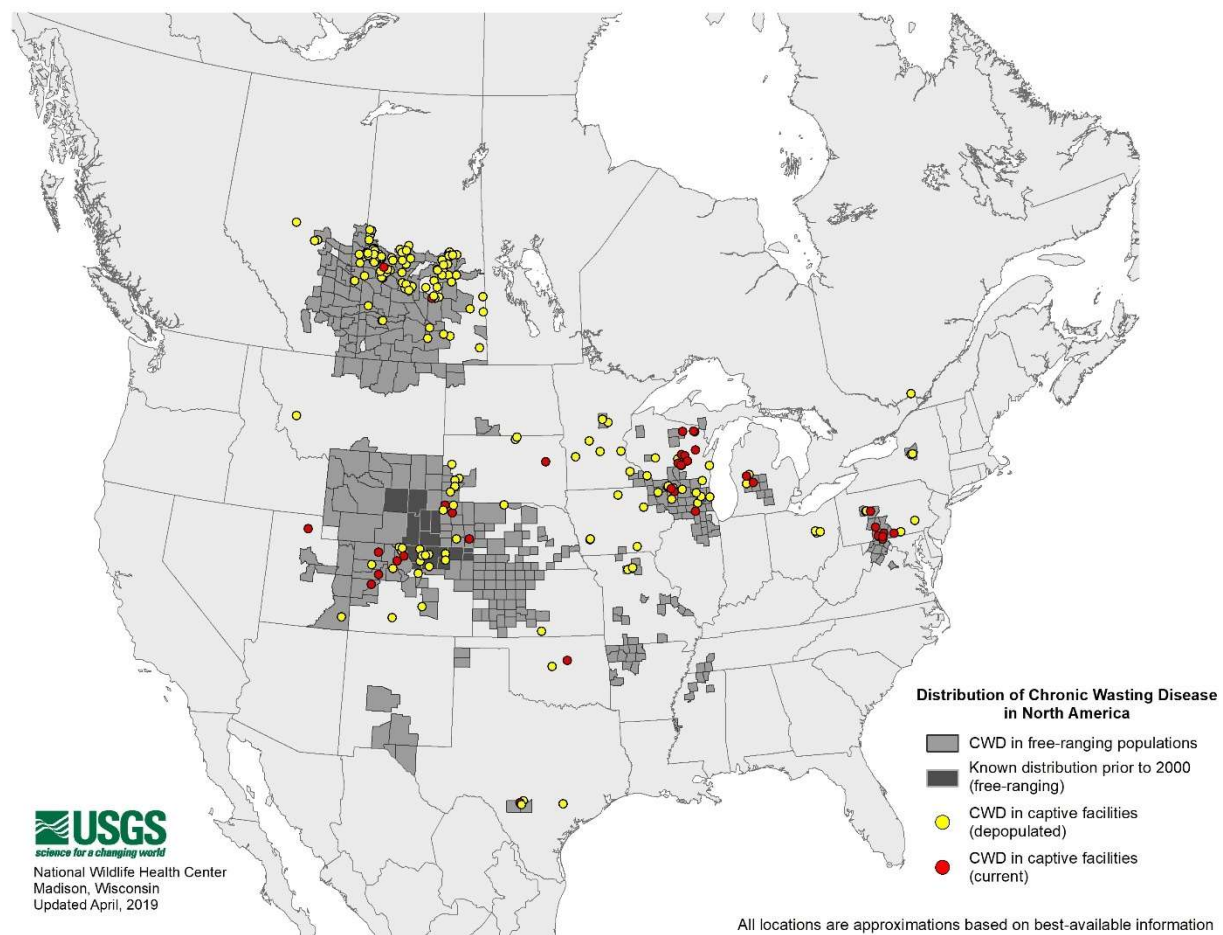 Distribution of Chronic Wasting Disease
in North America
CWD in free-ranging populations
Known distribution prior to 2000
(free-ranging)
CWD in captive facilities
(depopulated)
CWD in captive facilities
(current)
USGS
science for a changing world
National Wildlife Health Center
Madison, Wisconsin
Updated April, 2019
All locations are approximations based on best-available information